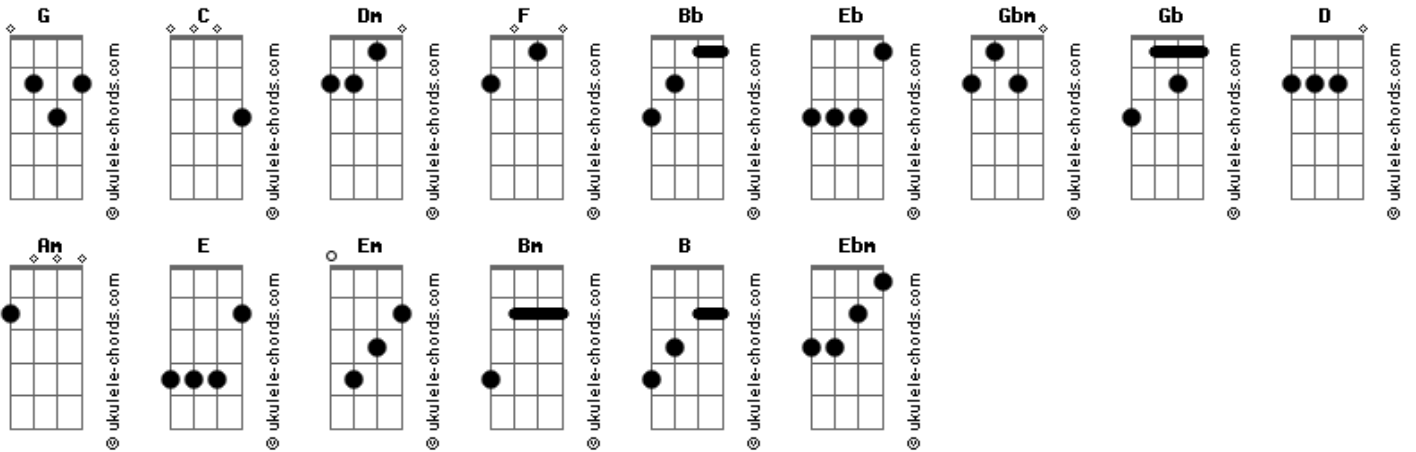 G C Dm F Bb Eb Gbm Gb D
© ukulele-chords.com © ukulele-chords.com © ukulele-chords.com © ukulele-chords.com © ukulele-chords.com © ukulele-chords.com © ukulele-chords.com © ukulele-chords.com © ukulele-chords.com
Am E Em Bm B Ebm
© ukulele-chords.com © ukulele-chords.com © ukulele-chords.com © ukulele-chords.com © ukulele-chords.com © ukulele-chords.com